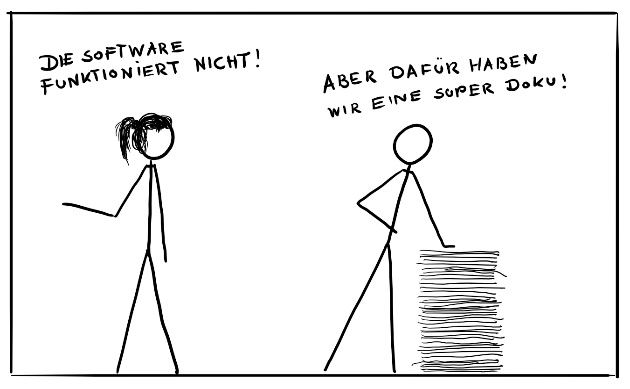 DIE SOFTWARE
FUNKTIONIERT NICHT!
ABER DAFÜR HABEN
WIR EINE SUPER DOKU!